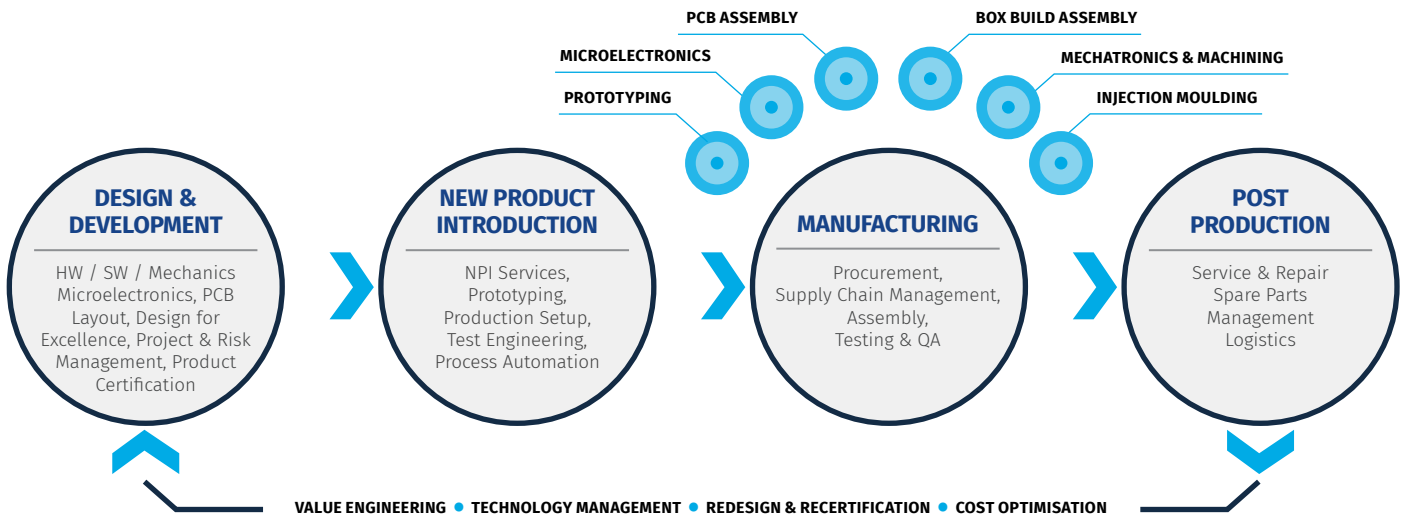 PCB ASSEMBLY
BOX BUILD ASSEMBLY
MICROELECTRONICS
MECHATRONICS & MACHINING
PROTOTYPING
INJECTION MOULDING
DESIGN &
DEVELOPMENT
HW / SW / Mechanics
Microelectronics, PCB
Layout, Design for
Excellence, Project & Risk
Management, Product
Certification
NEW PRODUCT
INTRODUCTION
NPI Services,
Prototyping,
Production Setup,
Test Engineering,
Process Automation
MANUFACTURING
Procurement,
Supply Chain Management,
Assembly,
Testing & QA
POST
PRODUCTION
Service & Repair
Spare Parts
Management
Logistics
VALUE ENGINEERING • TECHNOLOGY MANAGEMENT • REDESIGN & RECERTIFICATION • COST OPTIMISATION